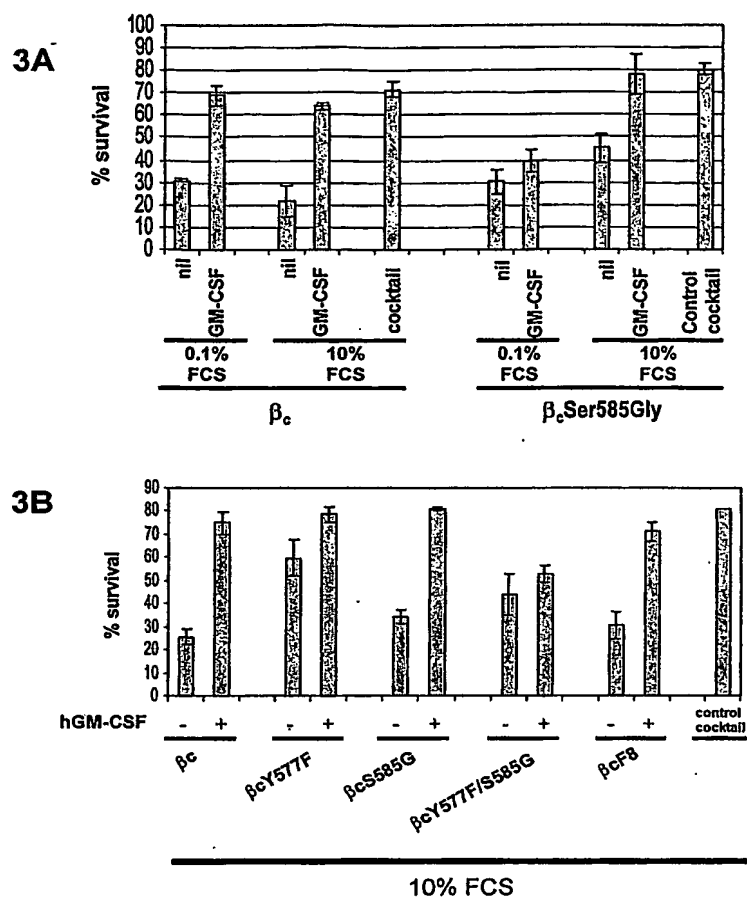 3A
100
90
80
70
60
50
40
30
20
10
0
% survival
nil
GM-CSF
nil
GM-CSF
cocktail
nil
GM-CSF
nil
GM-CSF
Control
cocktail
0.1%
FCS
10%
FCS
0.1%
FCS
10%
FCS
βc
βcSer585Gly
3B
90
80
70
60
50
40
30
20
10
0
% survival
hGM-CSF - + - + - + - + - + control
cocktail
βc
βcY577F
βcS585G
βcY577F/S585G
βcF8
10% FCS